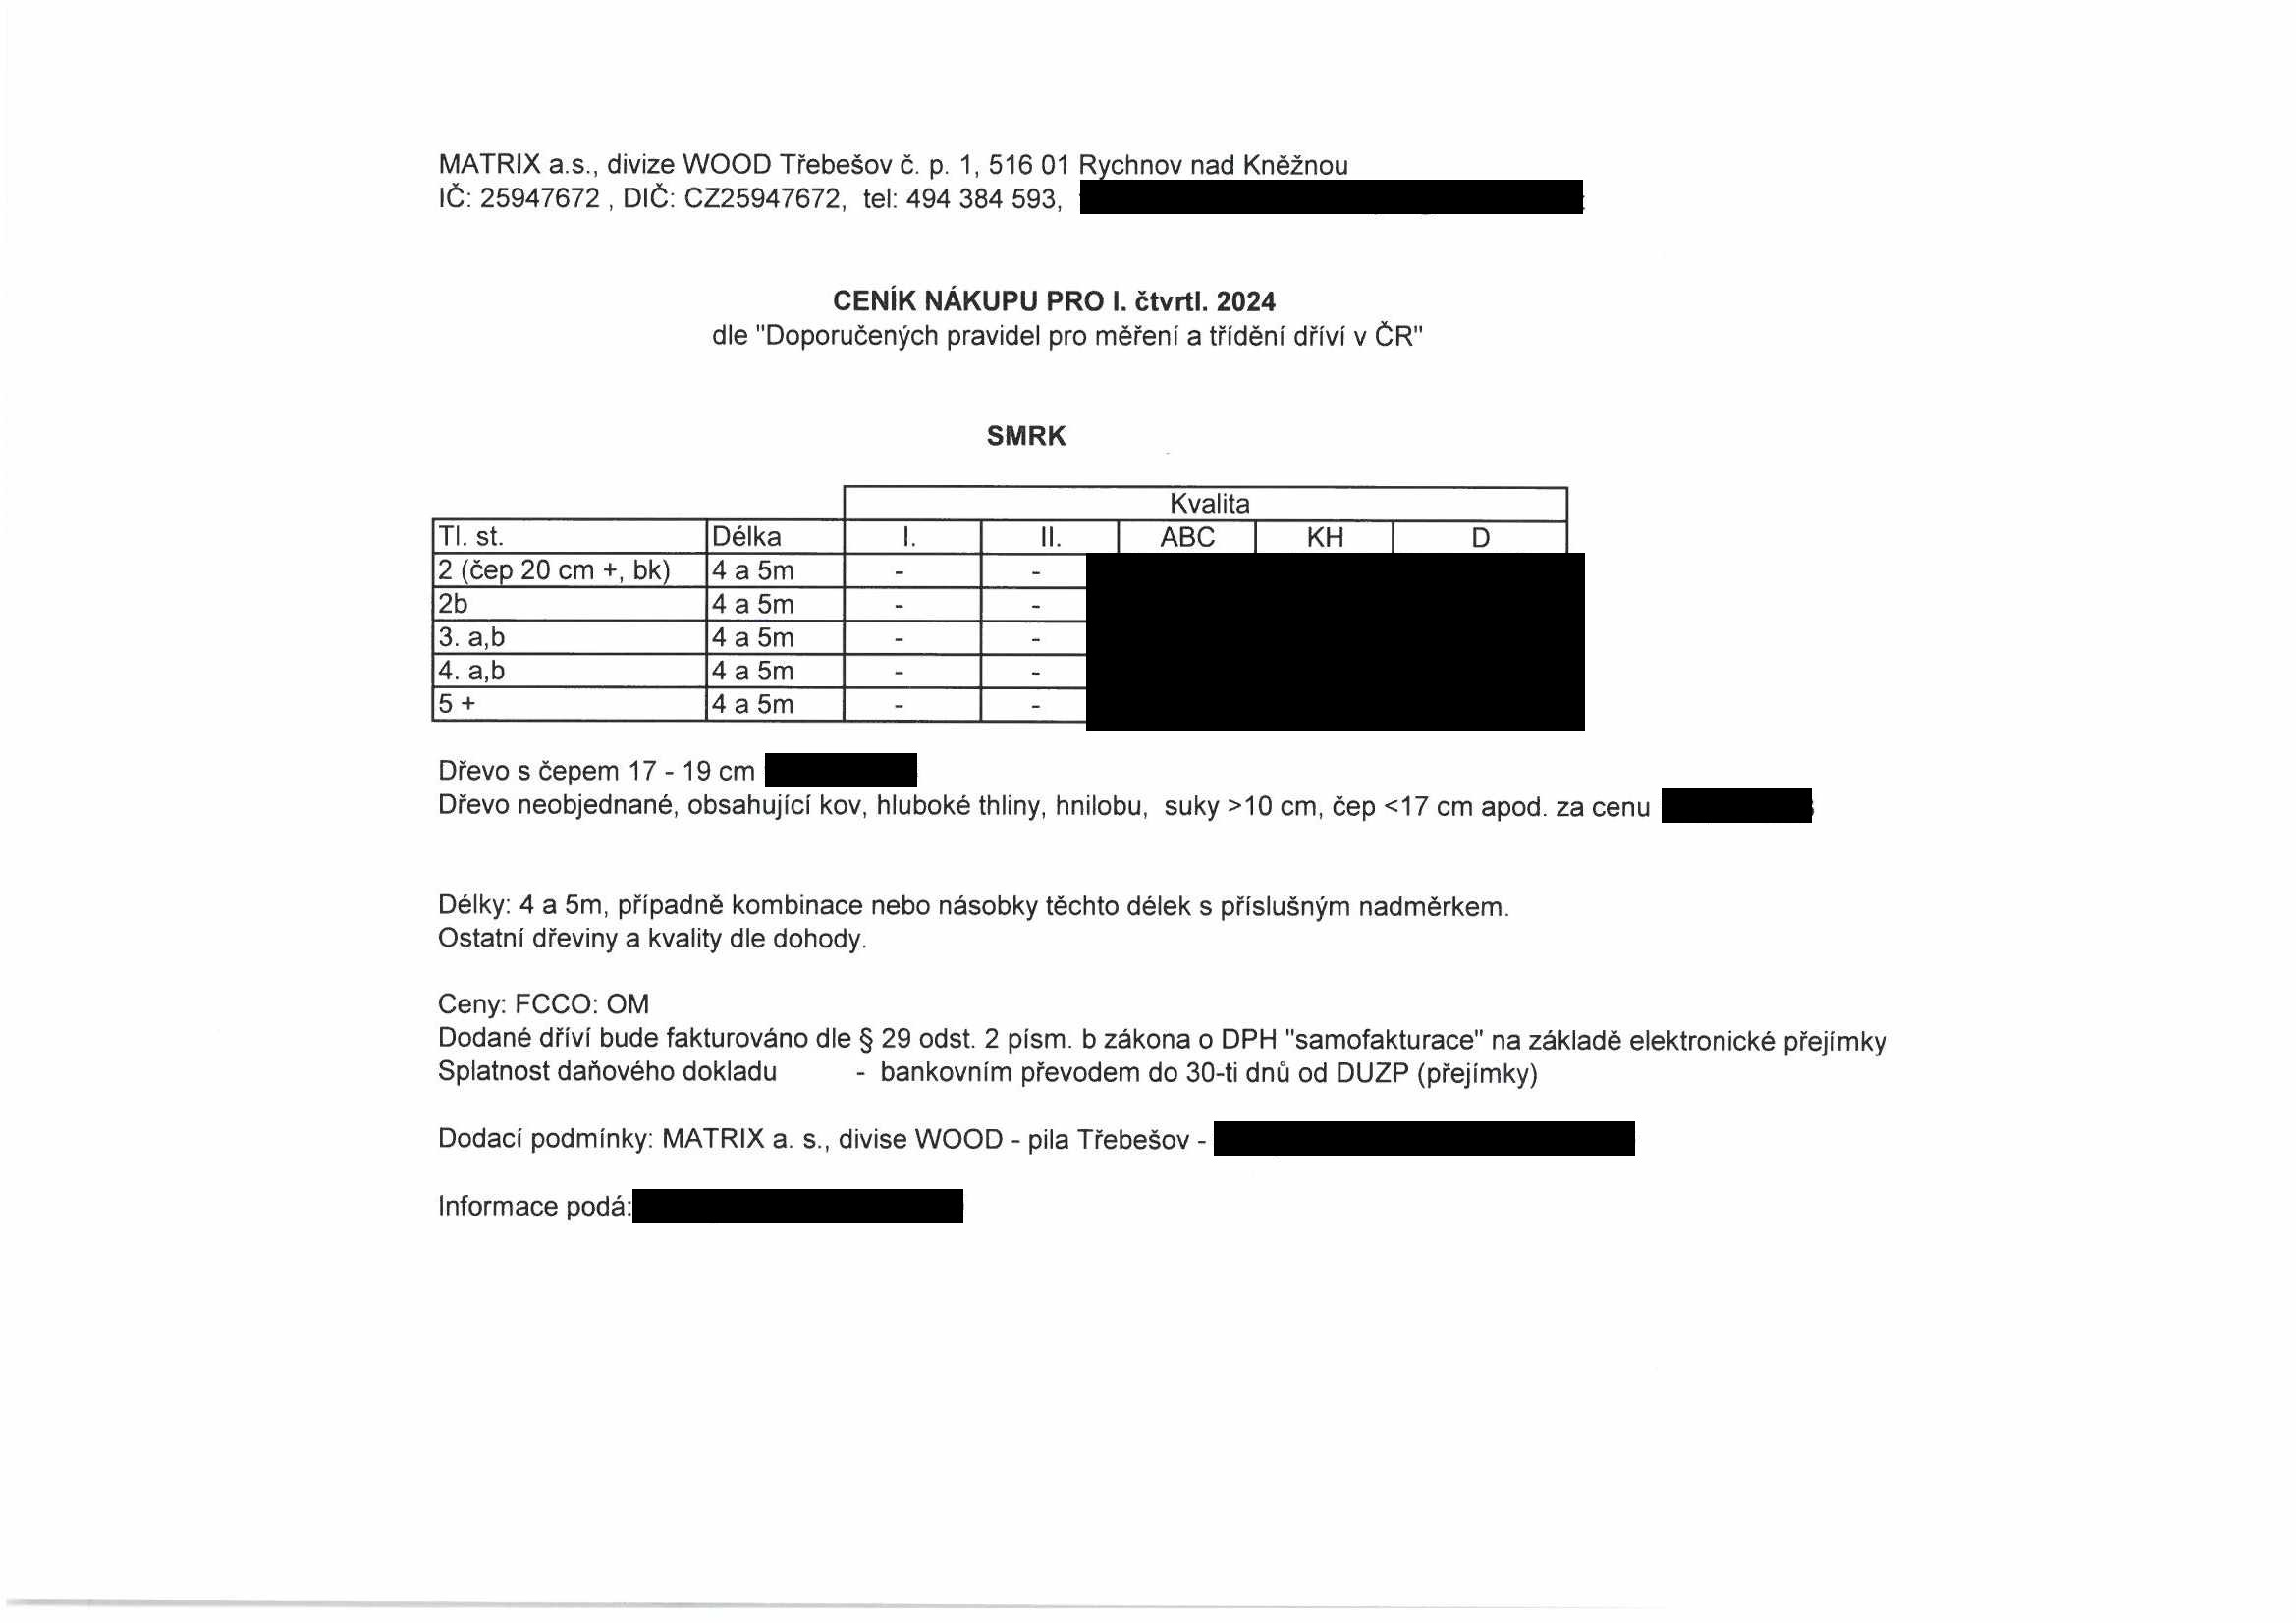 MATRIX a.s., divize WOOD Třebešov č. p. 1, 516 01 Rychnov nad Kněžnou
IČ: 25947672 , DIČ: CZ25947672, tel: 494 384 593,
CENÍK NÁKUPU PRO I. čtvrtl. 2024
dle "Doporučených pravidel pro měření a třídění dříví v ČR"
SMRK
Kvalita
Tl. st. Délka I. II. ABC KH D
2 (čep 20 cm +, bk) 4 a 5m - -
2b 4 a 5m - -
3. a,b 4 a 5m - -
4. a,b 4 a 5m - -
5 + 4 a 5m - -
Dřevo s čepem 17 - 19 cm
Dřevo neobjednané, obsahující kov, hluboké thliny, hnilobu, suky >10 cm, čep <17 cm apod. za cenu
Délky: 4 a 5m, případně kombinace nebo násobky těchto délek s příslušným nadměrkem.
Ostatní dřeviny a kvality dle dohody.
Ceny: FCCO: OM
Dodané dříví bude fakturováno dle § 29 odst. 2 písm. b zákona o DPH "samofakturace" na základě elektronické přejímky
Splatnost daňového dokladu - bankovním převodem do 30-ti dnů od DUZP (přejímky)
Dodací podmínky: MATRIX a. s., divise WOOD - pila Třebešov -
Informace podá: